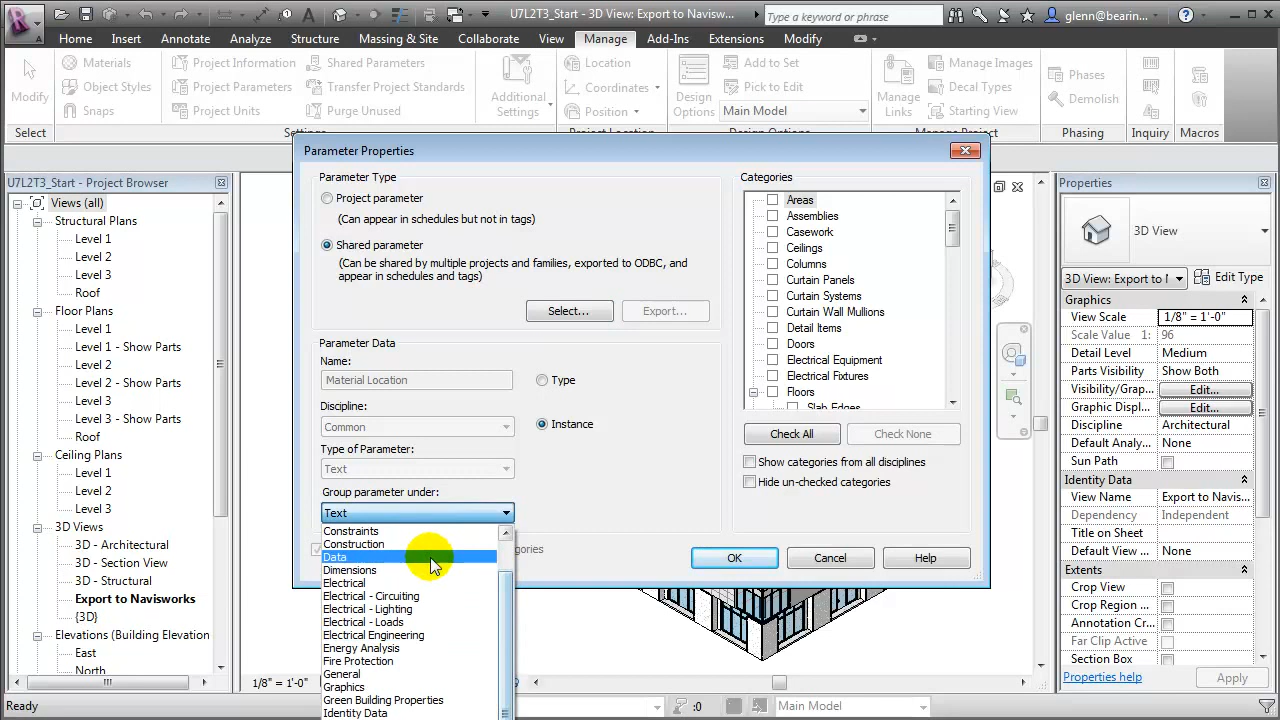 U7L2T3_Start - 3D View: Export to Navisw...
Type a keyword or phrase
glenn@bearin...
Home Insert Annotate Analyze Structure Massing & Site Collaborate View Manage Add-Ins Extensions Modify
Modify
Materials
Object Styles
Snaps
Project Information
Project Parameters
Project Units
Shared Parameters
Transfer Project Standards
Purge Unused
Additional
Settings
Location
Coordinates
Position
Design
Options
Add to Set
Pick to Edit
Main Model
Manage
Links
Manage Images
Decal Types
Starting View
Phases
Demolish
Select
Project Location
Design Options
Manage Project
Phasing
Inquiry
Macros
U7L2T3_Start - Project Browser
Views (all)
Structural Plans
Level 1
Level 2
Level 3
Roof
Floor Plans
Level 1
Level 1 - Show Parts
Level 2
Level 2 - Show Parts
Level 3
Level 3 - Show Parts
Roof
Ceiling Plans
Level 1
Level 2
Level 3
3D Views
3D - Architectural
3D - Section View
3D - Structural
Export to Navisworks
{3D}
Elevations (Building Elevation
East
North
Parameter Properties
Parameter Type
Project parameter
(Can appear in schedules but not in tags)
Shared parameter
(Can be shared by multiple projects and families, exported to ODBC, and
appear in schedules and tags)
Select...
Export...
Parameter Data
Name:
Material Location
Type
Discipline:
Common
Instance
Type of Parameter:
Text
Group parameter under:
Text
Constraints
Construction
Data
Dimensions
Electrical
Electrical - Circuiting
Electrical - Lighting
Electrical - Loads
Electrical Engineering
Energy Analysis
Fire Protection
General
Graphics
Green Building Properties
Identity Data
Categories
Areas
Assemblies
Casework
Ceilings
Columns
Curtain Panels
Curtain Systems
Curtain Wall Mullions
Detail Items
Doors
Electrical Equipment
Electrical Fixtures
Floors
Slab Edges
Check All
Check None
Show categories from all disciplines
Hide un-checked categories
OK
Cancel
Help
Properties
3D View
3D View: Export to
Edit Type
Graphics
View Scale 1/8" = 1'-0"
Scale Value 1: 96
Detail Level Medium
Parts Visibility Show Both
Visibility/Grap... Edit...
Graphic Displ... Edit...
Discipline Architectural
Default Analy... None
Sun Path
Identity Data
View Name Export to Navis...
Dependency Independent
Title on Sheet
Default View... None
Extents
Crop View
Crop Region ...
Annotation Cr...
Far Clip Active
Section Box
Properties help
Apply
1/8" = 1'-0"
Ready
:0
Main Model